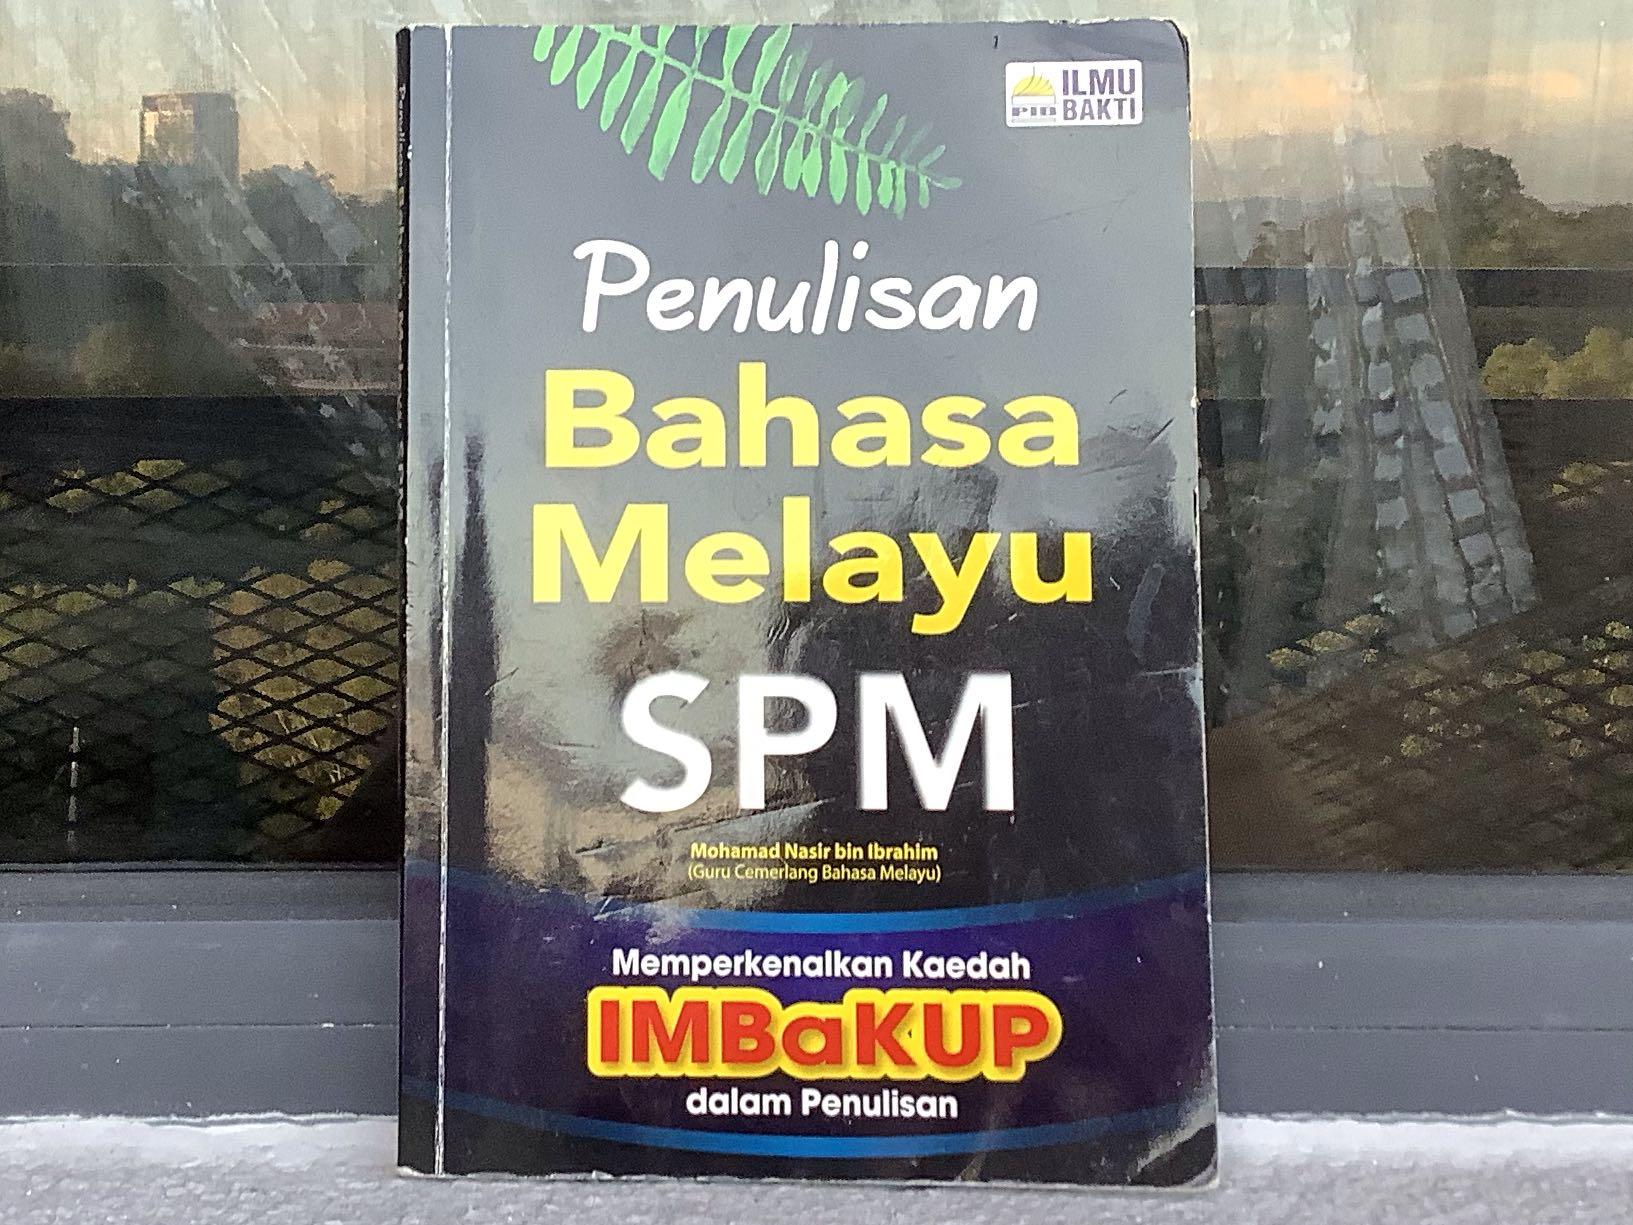 PIB
ILMU
BAKTI
Penulisan
Bahasa
Melayu
SPM
Mohamad Nasir bin Ibrahim
(Guru Cemerlang Bahasa Melayu)
Memperkenalkan Kaedah
IMBaKUP
dalam Penulisan